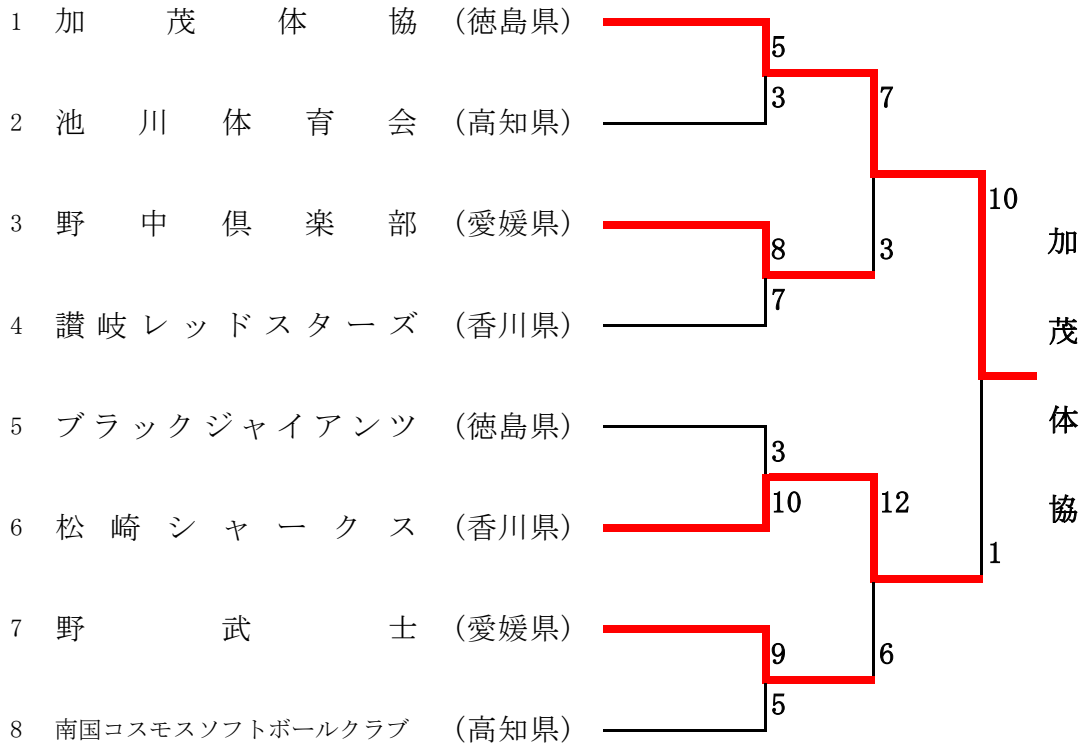 1 加茂体協 (徳島県)
5
3
7
2 池川体育会 (高知県)
10
3 野中倶楽部 (愛媛県)
8
7
3
4 讃岐レッドスターズ (香川県)
加茂体協
5 ブラックジャイアンツ (徳島県)
3
10
12
6 松崎シャークス (香川県)
1
7 野武士 (愛媛県)
9
5
6
8 南国コスモスソフトボールクラブ (高知県)